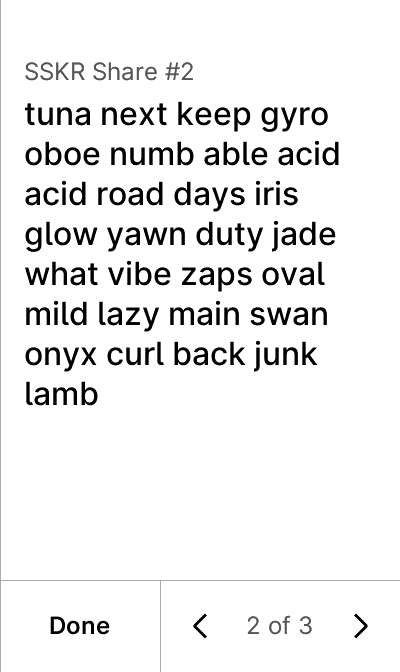 SSKR Share #2
tuna next keep gyro
oboe numb able acid
acid road days iris
glow yawn duty jade
what vibe zaps oval
mild lazy main swan
onyx curl back junk
lamb
Done
2 of 3